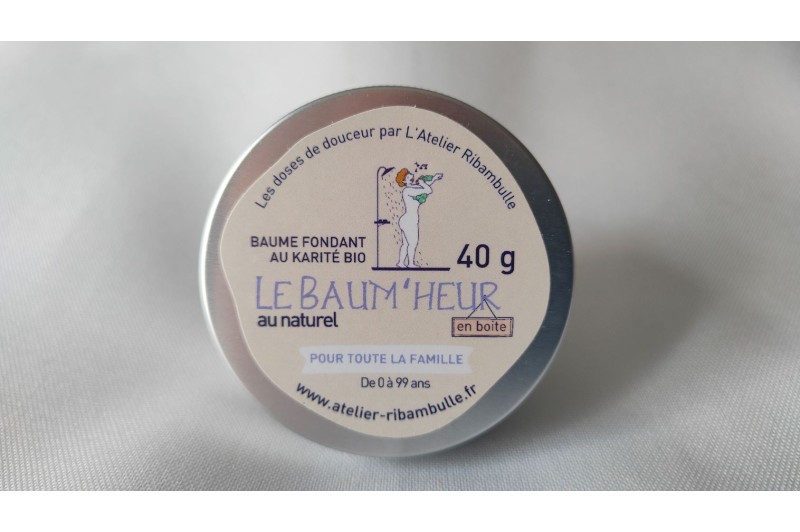 Les doses de douceur par L'Atelier Ribambulle
BAUME FONDANT
AU KARITÉ BIO
40 g
LE BAUM'HEUR
au naturel
en boite
POUR TOUTE LA FAMILLE
De 0 à 99 ans
www.atelier-ribambulle.fr